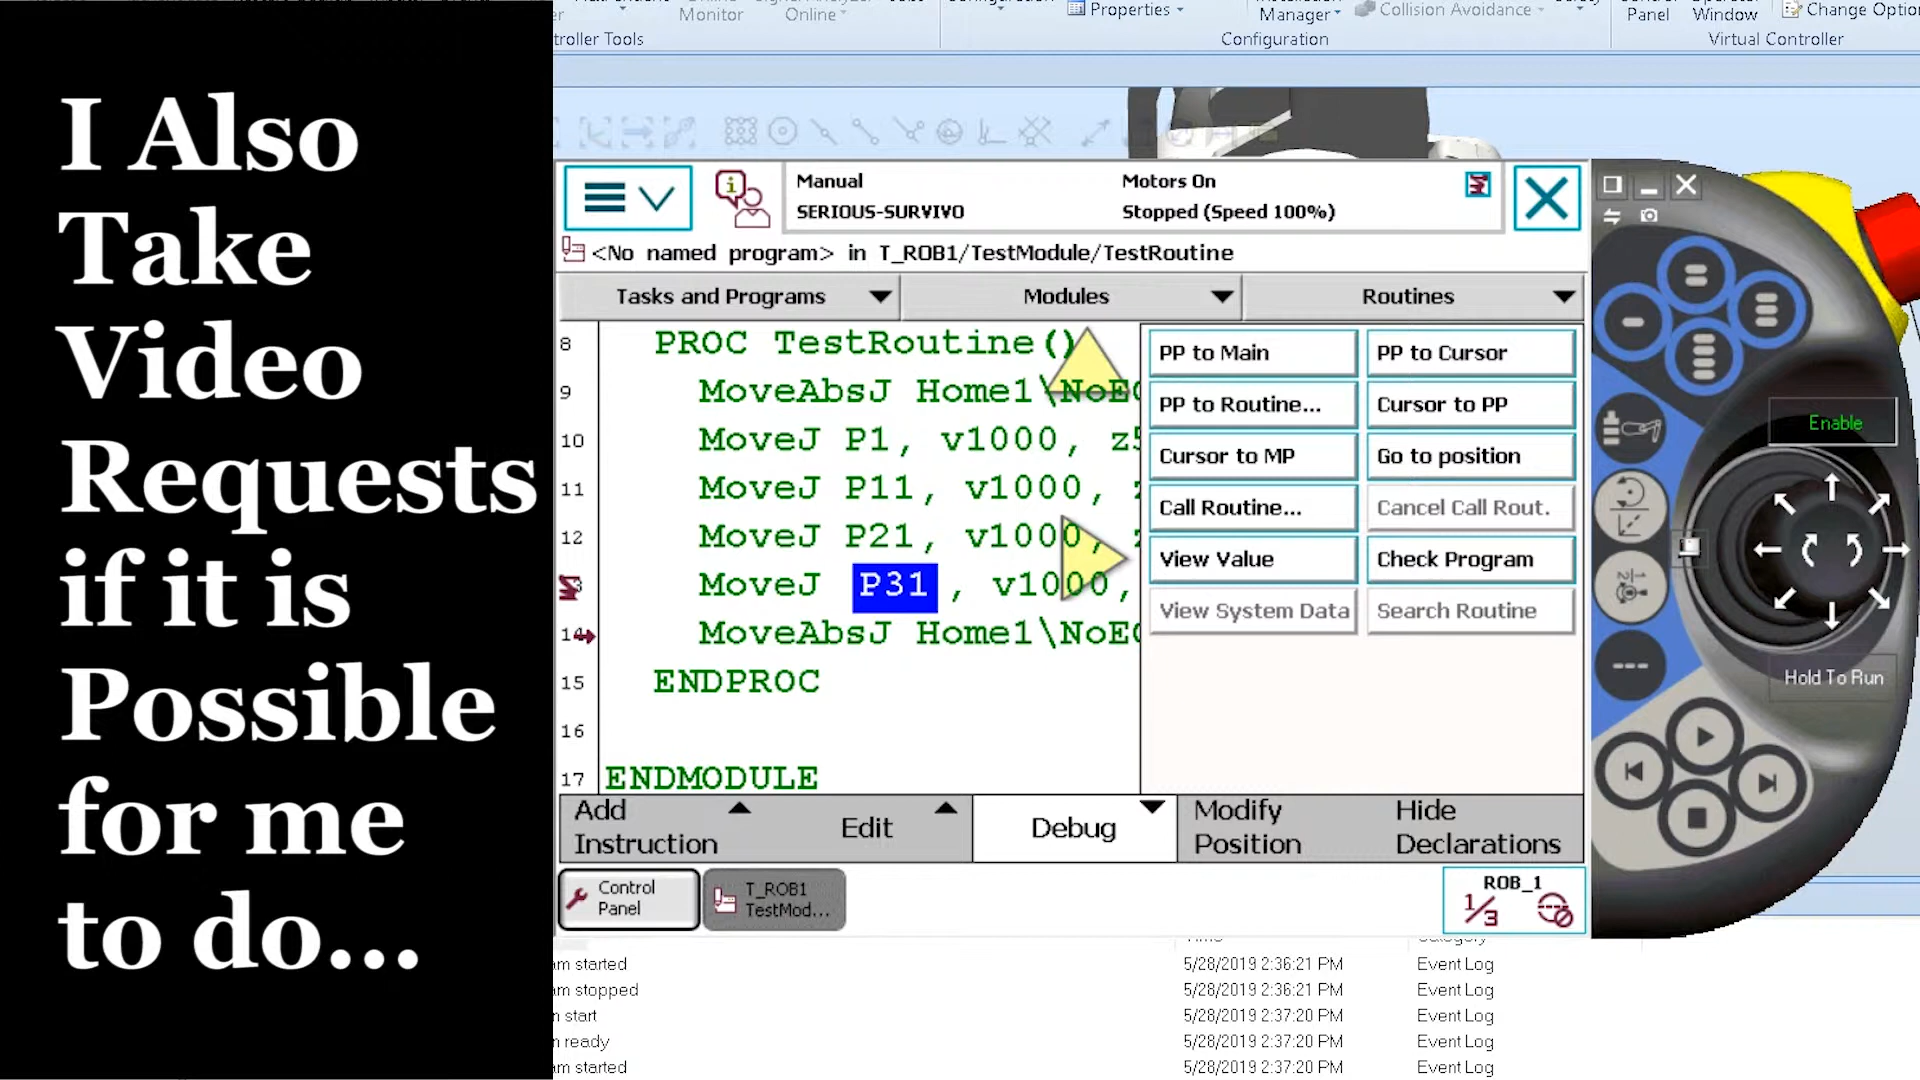 I Also
Take
Video
Requests
if it is
Possible
for me
to do...
Monitor
Online
Properties
Manager
Collision Avoidance
Panel
Window
Change Optio
troller Tools
Configuration
Virtual Controller
Manual
SERIOUS-SURVIVO
Motors On
Stopped (Speed 100%)
<No named program> in T_ROB1/TestModule/TestRoutine
Tasks and Programs
Modules
Routines
8 PROC TestRoutine()
9 MoveAbsJ Home1\NoEO
10 MoveJ P1, v1000, z5
11 MoveJ P11, v1000, z
12 MoveJ P21, v1000, z
13 MoveJ P31, v1000,
14 MoveAbsJ Home1\NoEO
15 ENDPROC
16
17 ENDMODULE
PP to Main
PP to Cursor
PP to Routine...
Cursor to PP
Cursor to MP
Go to position
Call Routine...
Cancel Call Rout.
View Value
Check Program
View System Data
Search Routine
Add
Instruction
Edit
Debug
Modify
Position
Hide
Declarations
Control
Panel
T_ROB1
TestMod...
ROB_1
1/3
Enable
Hold To Run
am started 5/28/2019 2:36:21 PM Event Log
am stopped 5/28/2019 2:36:21 PM Event Log
n start 5/28/2019 2:37:20 PM Event Log
n ready 5/28/2019 2:37:20 PM Event Log
am started 5/28/2019 2:37:20 PM Event Log